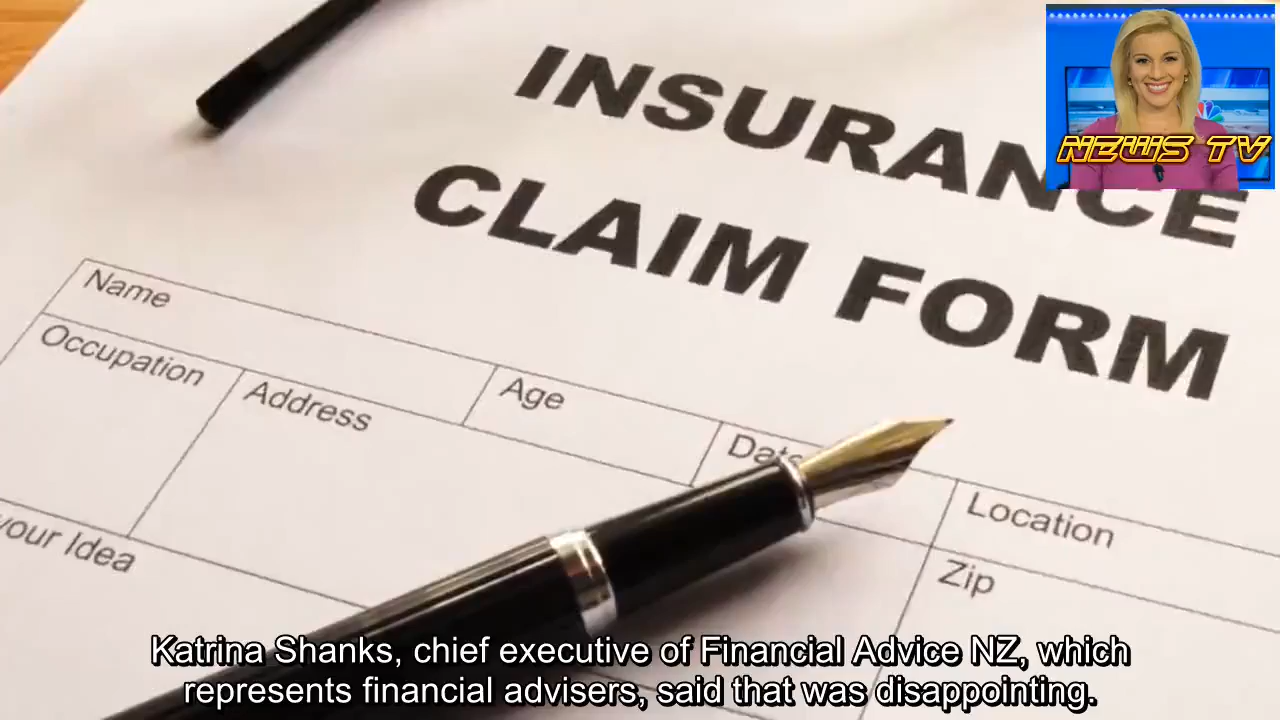 INSURANCE
CLAIM FORM
NEWS TV
Name
Occupation
Address
Age
Date
Location
Zip
your Idea
Katrina Shanks, chief executive of Financial Advice NZ, which
represents financial advisers, said that was disappointing.